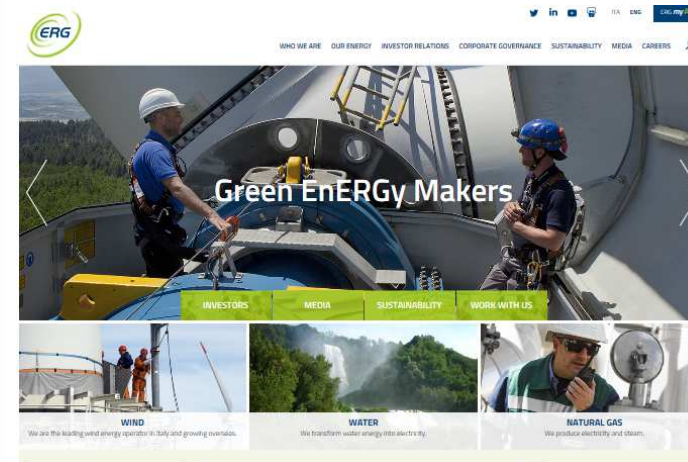 ERG
ITA ENG
WHO WE ARE OUR ENERGY INVESTOR RELATIONS CORPORATE GOVERNANCE SUSTAINABILITY MEDIA CAREERS
Green EnERGy Makers
INVESTORS MEDIA SUSTAINABILITY WORK WITH US
WIND
We are the leading wind energy operator in Italy and growing overseas.
WATER
We transform water energy into electricity.
NATURAL GAS
We produce electricity and steam.